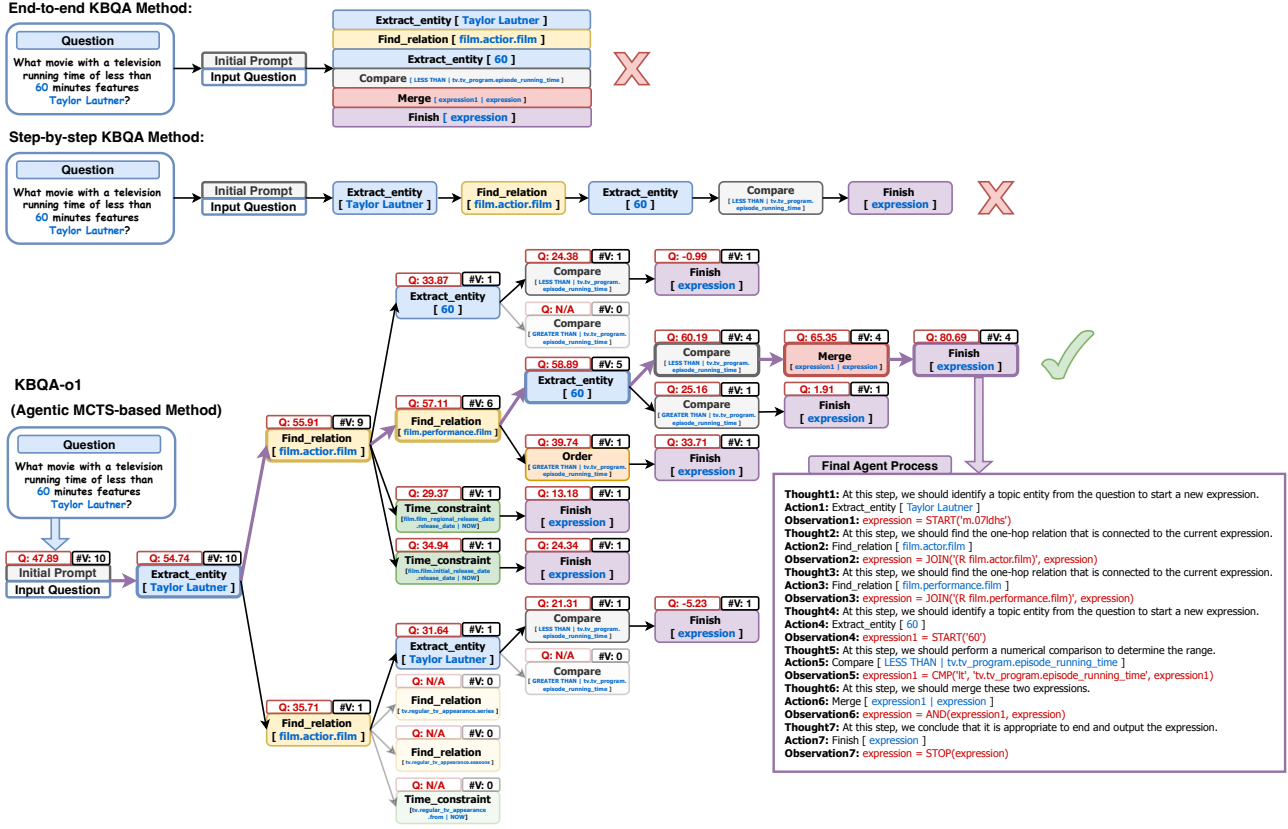 End-to-end KBQA Method:
Question
What movie with a television
running time of less than
60 minutes features
Taylor Lautner?
Initial Prompt
Input Question
Extract_entity [ Taylor Lautner ]
Find_relation [ film.actior.film ]
Extract_entity [ 60 ]
Compare [ LESS THAN | tv.tv_program.episode_running_time ]
Merge [ expression1 | expression ]
Finish [ expression ]
Step-by-step KBQA Method:
Question
What movie with a television
running time of less than
60 minutes features
Taylor Lautner?
Initial Prompt
Input Question
Extract_entity
[ Taylor Lautner ]
Find_relation
[ film.actior.film ]
Extract_entity
[ 60 ]
Compare
[ LESS THAN | tv.tv_program.
episode_running_time ]
Finish
[ expression ]
KBQA-o1
(Agentic MCTS-based Method)
Question
What movie with a television
running time of less than
60 minutes features
Taylor Lautner?
Q: 47.89 #V: 10
Initial Prompt
Input Question
Q: 54.74 #V: 10
Extract_entity
[ Taylor Lautner ]
Q: 55.91 #V: 9
Find_relation
[ film.actior.film ]
Q: 35.71 #V: 1
Find_relation
[ film.actior.film ]
Q: 33.87 #V: 1
Extract_entity
[ 60 ]
Q: 24.38 #V: 1
Compare
[ LESS THAN | tv.tv_program.
episode_running_time ]
Q: -0.99 #V: 1
Finish
[ expression ]
Q: N/A #V: 0
Compare
[ GREATER THAN | tv.tv_program.
episode_running_time ]
Q: 57.11 #V: 6
Find_relation
[ film.performance.film ]
Q: 58.89 #V: 5
Extract_entity
[ 60 ]
Q: 60.19 #V: 4
Compare
[ LESS THAN | tv.tv_program.
episode_running_time ]
Q: 65.35 #V: 4
Merge
[ expression1 | expression ]
Q: 80.69 #V: 4
Finish
[ expression ]
Q: 25.16 #V: 1
Compare
[ GREATER THAN | tv.tv_program.
episode_running_time ]
Q: 1.91 #V: 1
Finish
[ expression ]
Q: 39.74 #V: 1
Order
[ GREATER THAN | tv.tv_program.
episode_running_time ]
Q: 33.71 #V: 1
Finish
[ expression ]
Q: 29.37 #V: 1
Time_constraint
[film.film_regional_release_date
.release_date | NOW]
Q: 13.18 #V: 1
Finish
[ expression ]
Q: 34.94 #V: 1
Time_constraint
[film.film.initial_release_date
.release_date | NOW]
Q: 24.34 #V: 1
Finish
[ expression ]
Q: 31.64 #V: 1
Extract_entity
[ Taylor Lautner ]
Q: 21.31 #V: 1
Compare
[ LESS THAN | tv.tv_program.
episode_running_time ]
Q: -5.23 #V: 1
Finish
[ expression ]
Q: N/A #V: 0
Compare
[ GREATER THAN | tv.tv_program.
episode_running_time ]
Q: N/A #V: 0
Find_relation
[ tv.regular_tv_appearance.series ]
Q: N/A #V: 0
Find_relation
[ tv.regular_tv_appearance.seasons ]
Q: N/A #V: 0
Time_constraint
[tv.regular_tv_appearance
.from | NOW]
Final Agent Process
Thought1: At this step, we should identify a topic entity from the question to start a new expression.
Action1: Extract_entity [ Taylor Lautner ]
Observation1: expression = START('m.07ldhs')
Thought2: At this step, we should find the one-hop relation that is connected to the current expression.
Action2: Find_relation [ film.actor.film ]
Observation2: expression = JOIN('(R film.actor.film)', expression)
Thought3: At this step, we should find the one-hop relation that is connected to the current expression.
Action3: Find_relation [ film.performance.film ]
Observation3: expression = JOIN('(R film.performance.film)', expression)
Thought4: At this step, we should identify a topic entity from the question to start a new expression.
Action4: Extract_entity [ 60 ]
Observation4: expression1 = START('60')
Thought5: At this step, we should perform a numerical comparison to determine the range.
Action5: Compare [ LESS THAN | tv.tv_program.episode_running_time ]
Observation5: expression1 = CMP('lt', 'tv.tv_program.episode_running_time', expression1)
Thought6: At this step, we should merge these two expressions.
Action6: Merge [ expression1 | expression ]
Observation6: expression = AND(expression1, expression)
Thought7: At this step, we conclude that it is appropriate to end and output the expression.
Action7: Finish [ expression ]
Observation7: expression = STOP(expression)